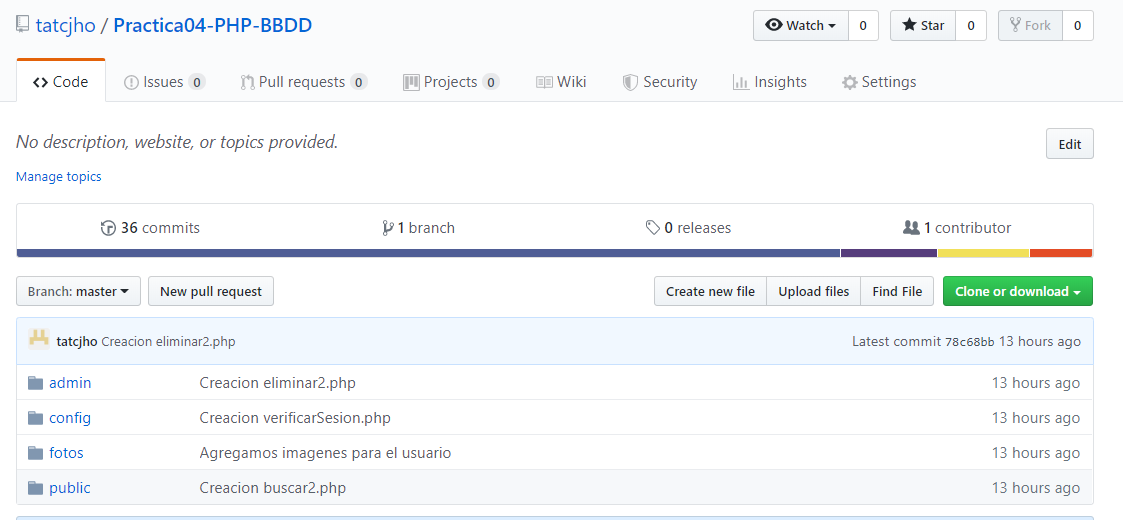 tatcjho / Practica04-PHP-BBDD
Watch 0 Star 0 Fork 0
Code Issues 0 Pull requests 0 Projects 0 Wiki Security Insights Settings
No description, website, or topics provided. Edit
Manage topics
36 commits 1 branch 0 releases 1 contributor
Branch: master New pull request Create new file Upload files Find File Clone or download
tatcjho Creacion eliminar2.php Latest commit 78c68bb 13 hours ago
admin Creacion eliminar2.php 13 hours ago
config Creacion verificarSesion.php 13 hours ago
fotos Agregamos imagenes para el usuario 13 hours ago
public Creacion buscar2.php 13 hours ago